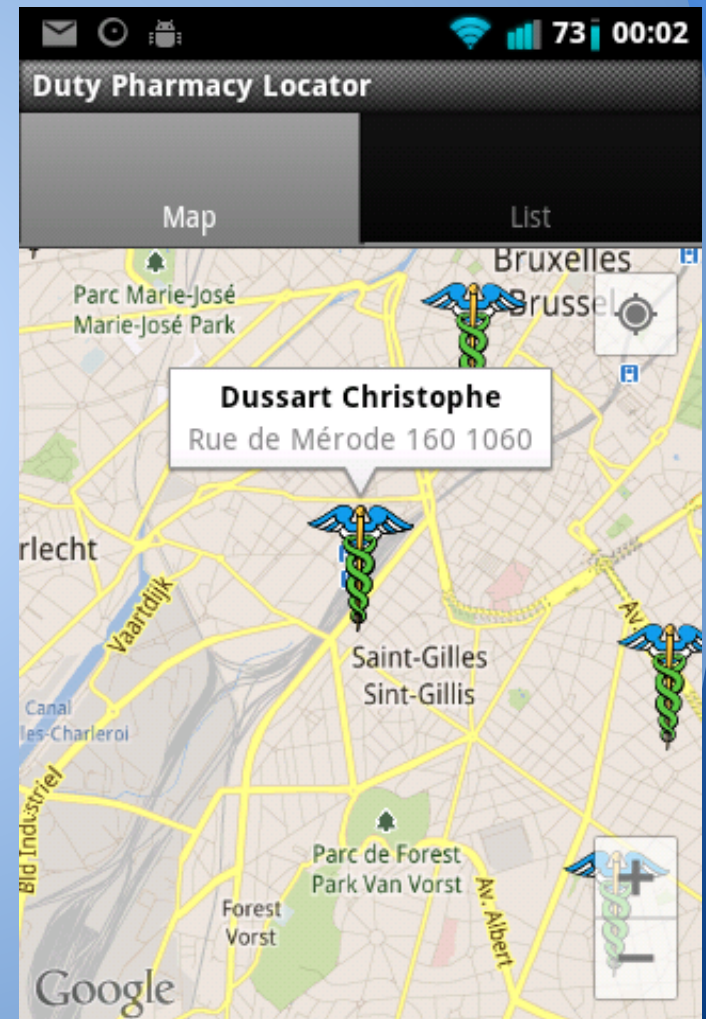 73 00:02
Duty Pharmacy Locator
Map
List
Bruxelles
Brussel
Parc Marie-José
Marie-José Park
Dussart Christophe
Rue de Mérode 160 1060
rlecht
Vaartdijk
Saint-Gilles
Sint-Gillis
Av.
Canal
les-Charleroi
Bld Industriel
Parc de Forest
Park Van Vorst
Av. Albert
Forest
Vorst
+
−
Google